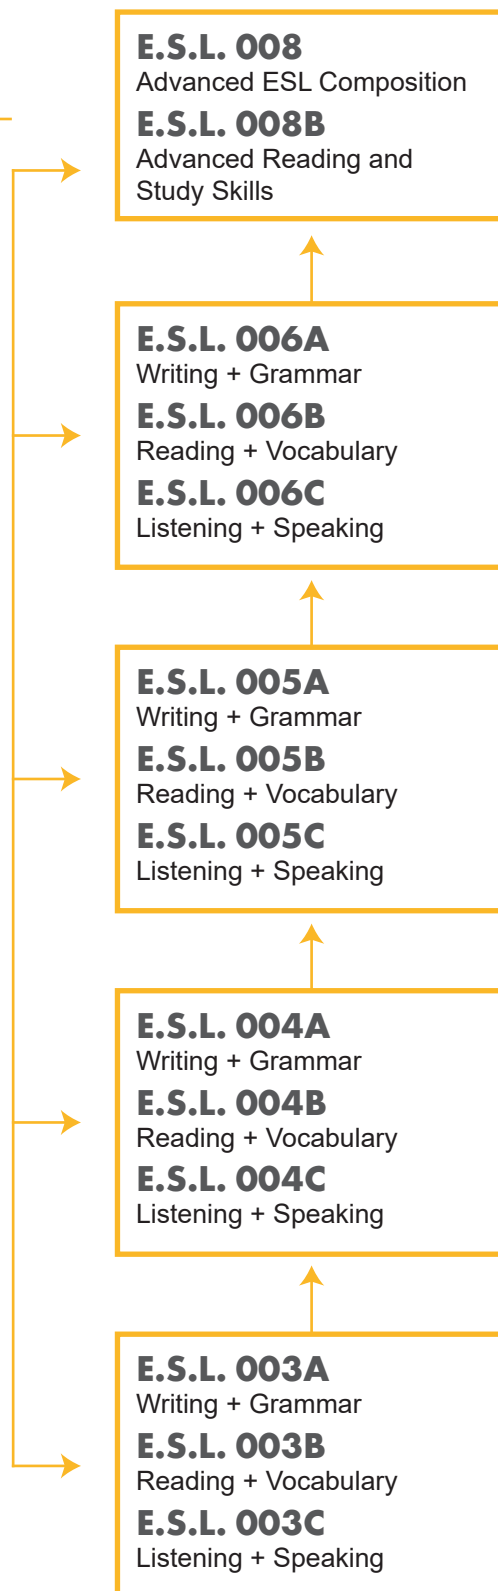 E.S.L. 008
Advanced ESL Composition
E.S.L. 008B
Advanced Reading and
Study Skills
E.S.L. 006A
Writing + Grammar
E.S.L. 006B
Reading + Vocabulary
E.S.L. 006C
Listening + Speaking
E.S.L. 005A
Writing + Grammar
E.S.L. 005B
Reading + Vocabulary
E.S.L. 005C
Listening + Speaking
E.S.L. 004A
Writing + Grammar
E.S.L. 004B
Reading + Vocabulary
E.S.L. 004C
Listening + Speaking
E.S.L. 003A
Writing + Grammar
E.S.L. 003B
Reading + Vocabulary
E.S.L. 003C
Listening + Speaking